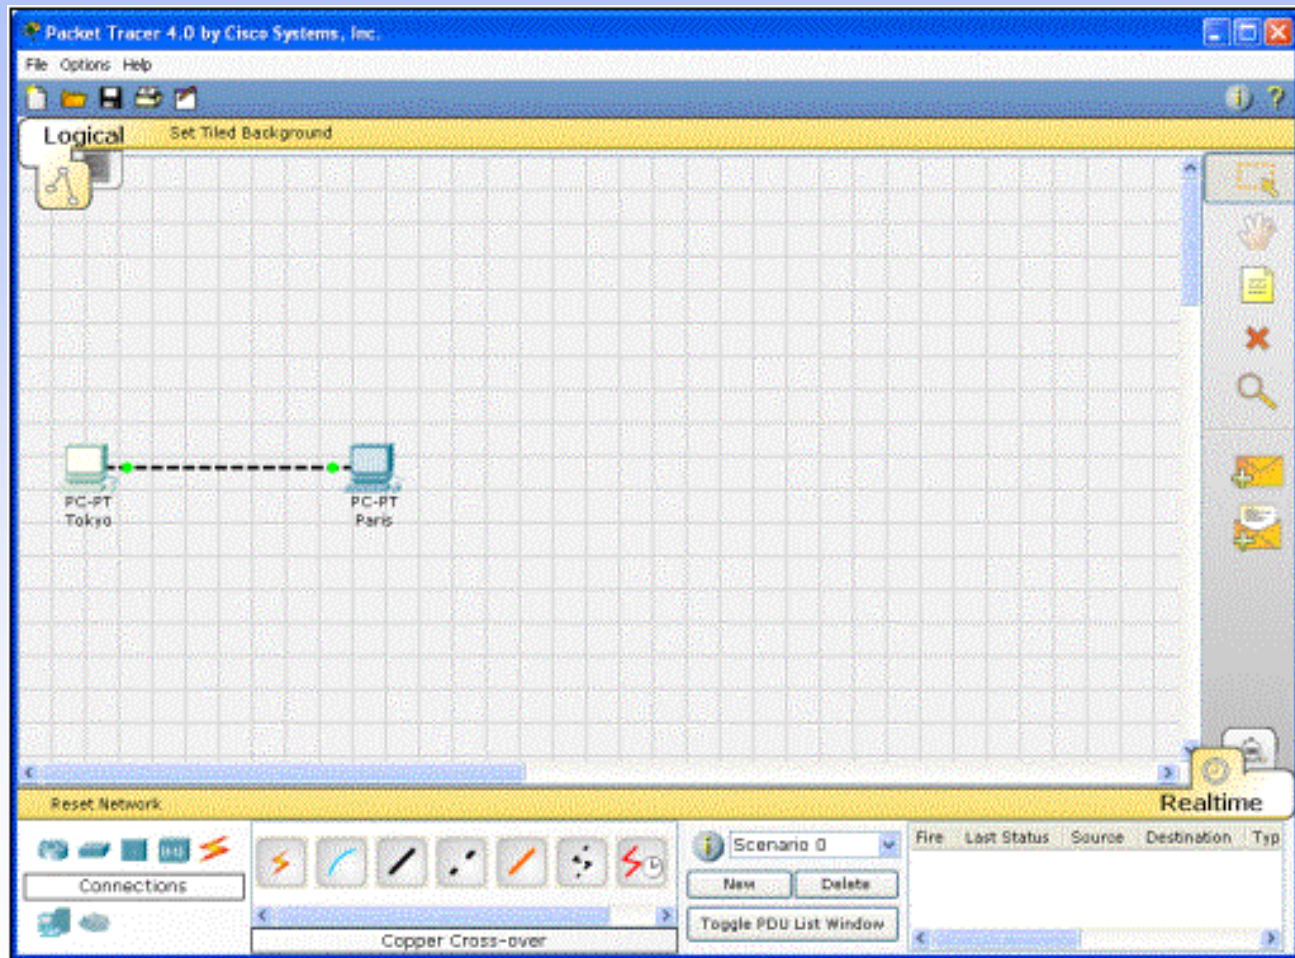 Packet Tracer 4.0 by Cisco Systems, Inc.
File Options Help
Logical Set Tiled Background
PC-PT
Tokyo
PC-PT
Paris
Reset Network
Realtime
Connections
Copper Cross-over
Scenario 0
New Delete
Toggle PDU List Window
Fire Last Status Source Destination Typ